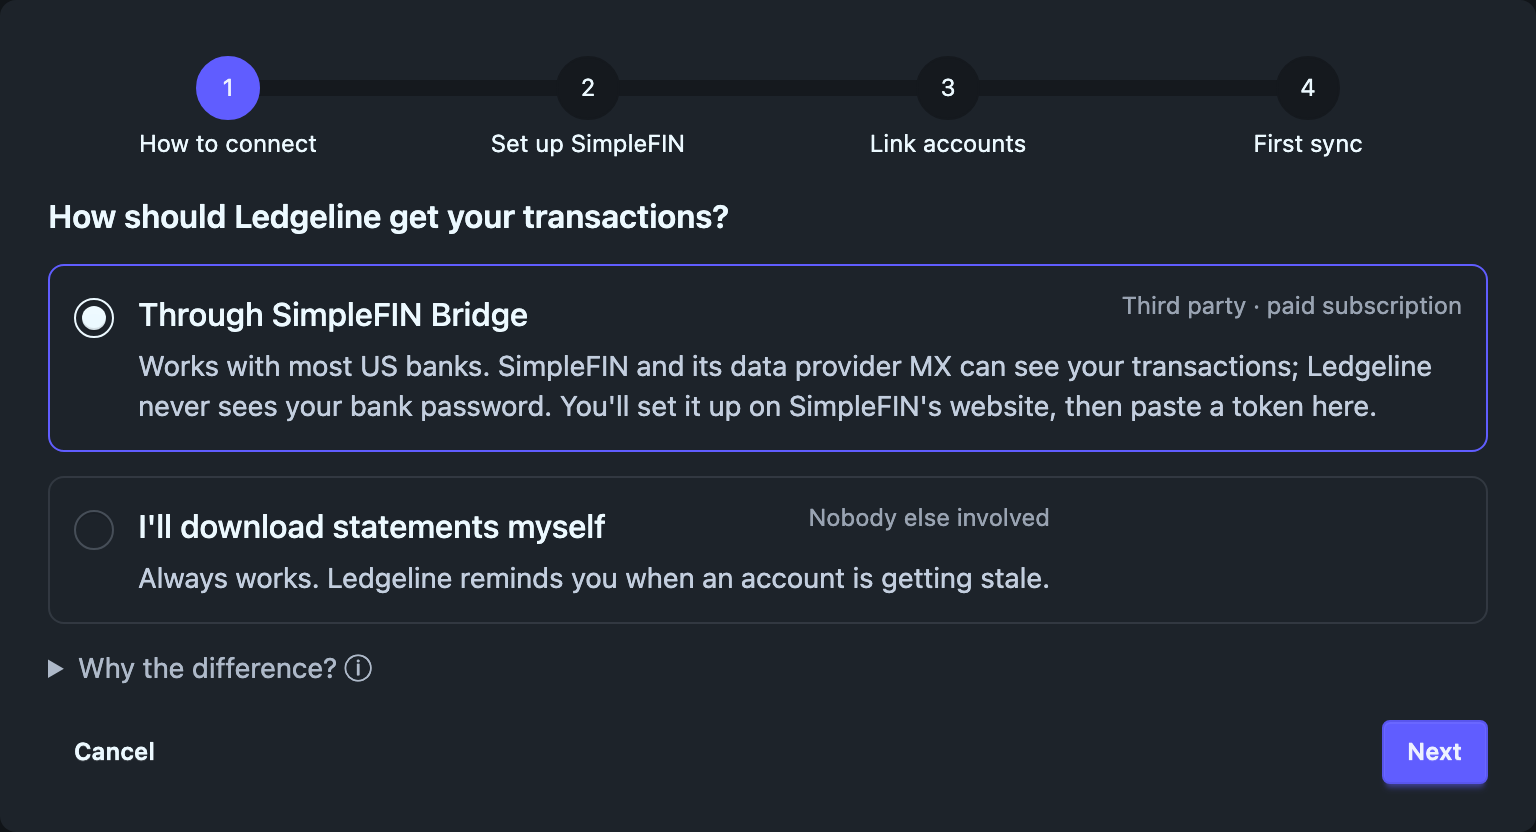 1
2
3
4
How to connect
Set up SimpleFIN
Link accounts
First sync
How should Ledgeline get your transactions?
Through SimpleFIN Bridge
Third party · paid subscription
Works with most US banks. SimpleFIN and its data provider MX can see your transactions; Ledgeline
never sees your bank password. You'll set it up on SimpleFIN's website, then paste a token here.
I'll download statements myself
Nobody else involved
Always works. Ledgeline reminds you when an account is getting stale.
Why the difference? ⓘ
Cancel
Next